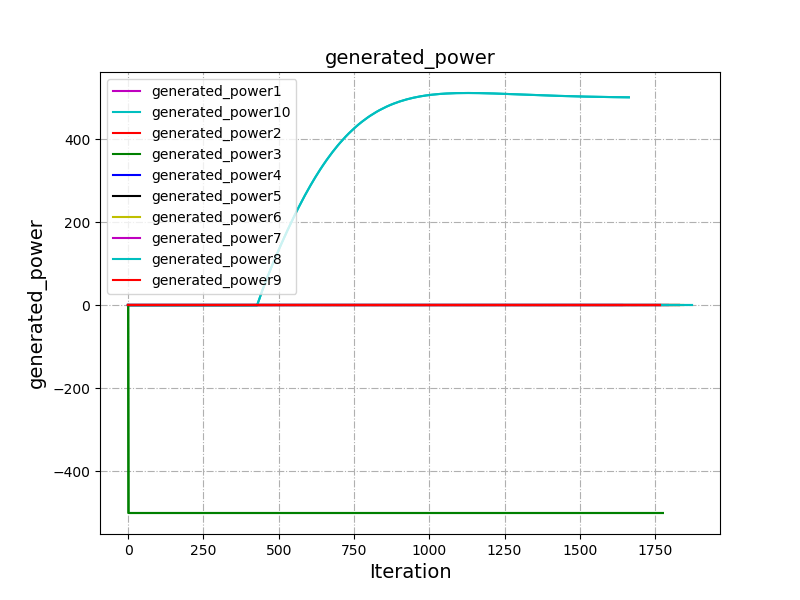 generated_power
generated_power1
generated_power10
generated_power2
generated_power3
generated_power4
generated_power5
generated_power6
generated_power7
generated_power8
generated_power9
generated_power
400
200
0
−200
−400
0 250 500 750 1000 1250 1500 1750
Iteration